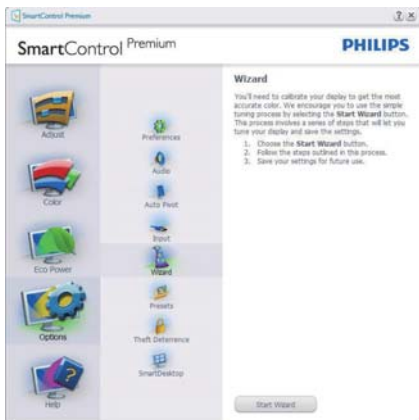 SmartControl Premium
SmartControl Premium
PHILIPS
Adjust
Color
Eco Power
Options
Help
Preferences
Audio
Auto Pivot
Input
Wizard
Presets
Theft Deterrence
SmartDesktop
Wizard
You'll need to calibrate your display to get the most
accurate color. We encourage you to use the simple
tuning process by selecting the Start Wizard button.
This process involves a series of steps that will let you
tune your display and save the settings.
1. Choose the Start Wizard button.
2. Follow the steps outlined in this process.
3. Save your settings for future use.
Start Wizard